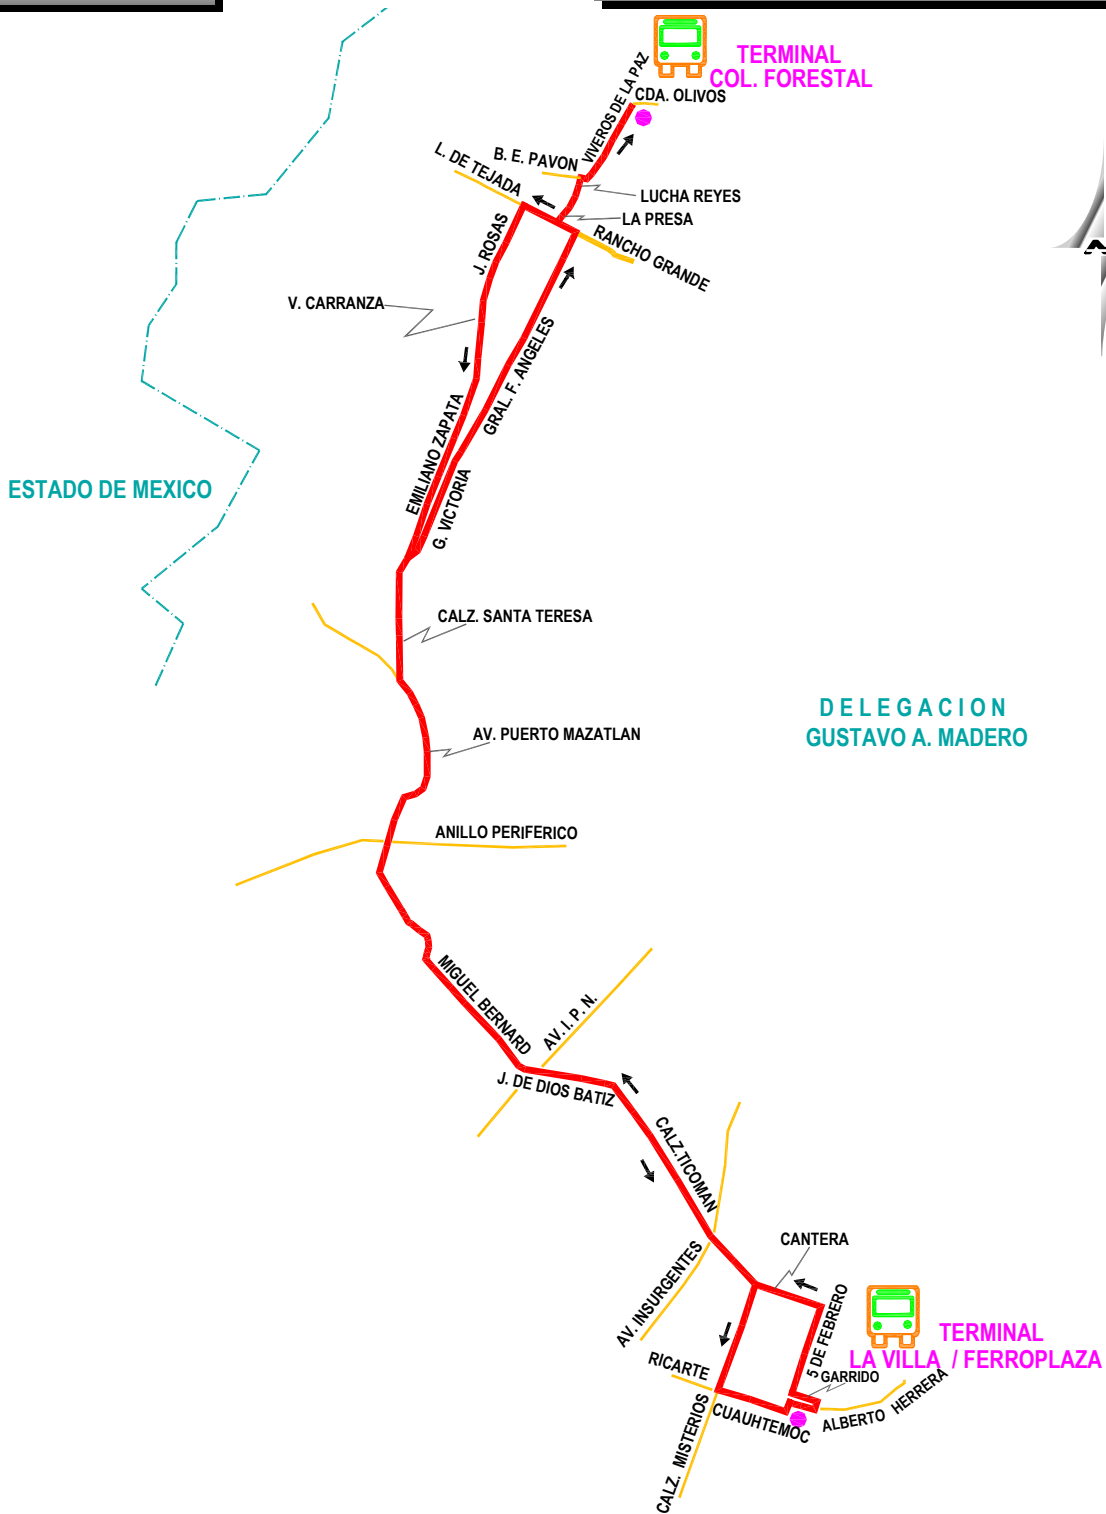 TERMINAL
COL. FORESTAL
VIVEROS DE LA PAZ
CDA. OLIVOS
B. E. PAVON
L. DE TEJADA
LUCHA REYES
LA PRESA
RANCHO GRANDE
J. ROSAS
V. CARRANZA
GRAL. F. ANGELES
EMILIANO ZAPATA
G. VICTORIA
ESTADO DE MEXICO
CALZ. SANTA TERESA
DELEGACION
GUSTAVO A. MADERO
AV. PUERTO MAZATLAN
ANILLO PERIFERICO
MIGUEL BERNARD
AV. I. P. N.
J. DE DIOS BATIZ
CALZ.TICOMAN
CANTERA
AV. INSURGENTES
5 DE FEBRERO
TERMINAL
LA VILLA / FERROPLAZA
RICARTE
GARRIDO
ALBERTO HERRERA
CUAUHTEMOC
CALZ. MISTERIOS